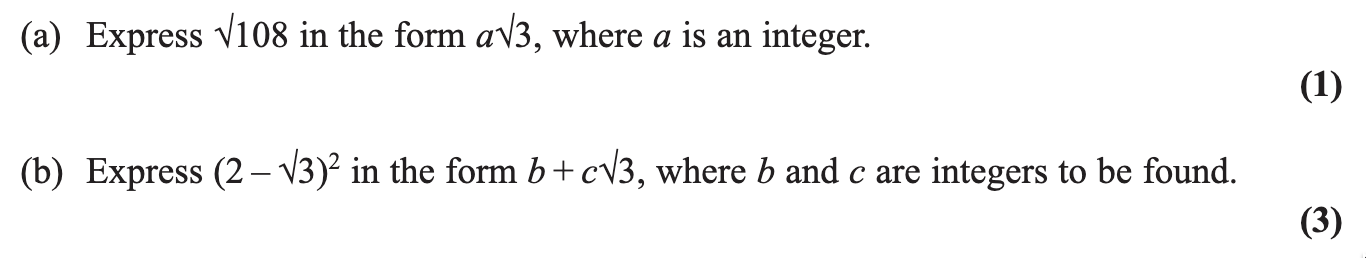 (a) Express √108 in the form a√3, where a is an integer.
(1)
(b) Express (2 – √3)² in the form b + c√3, where b and c are integers to be found.
(3)